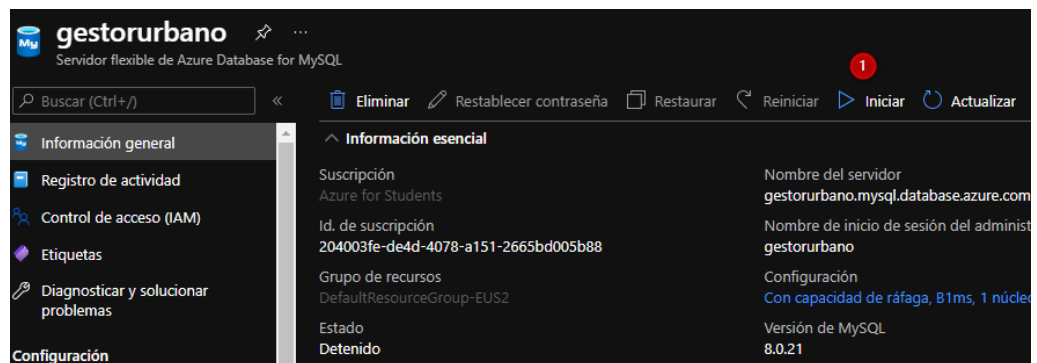 My
gestorurbano
Servidor flexible de Azure Database for MySQL
Buscar (Ctrl+/)
Información general
Registro de actividad
Control de acceso (IAM)
Etiquetas
Diagnosticar y solucionar
problemas
Configuración
1
Eliminar Restablecer contraseña Restaurar Reiniciar Iniciar Actualizar
Información esencial
Suscripción
Azure for Students
Id. de suscripción
204003fe-de4d-4078-a151-2665bd005b88
Grupo de recursos
DefaultResourceGroup-EUS2
Estado
Detenido
Nombre del servidor
gestorurbano.mysql.database.azure.com
Nombre de inicio de sesión del administ
gestorurbano
Configuración
Con capacidad de ráfaga, B1ms, 1 núcleo
Versión de MySQL
8.0.21